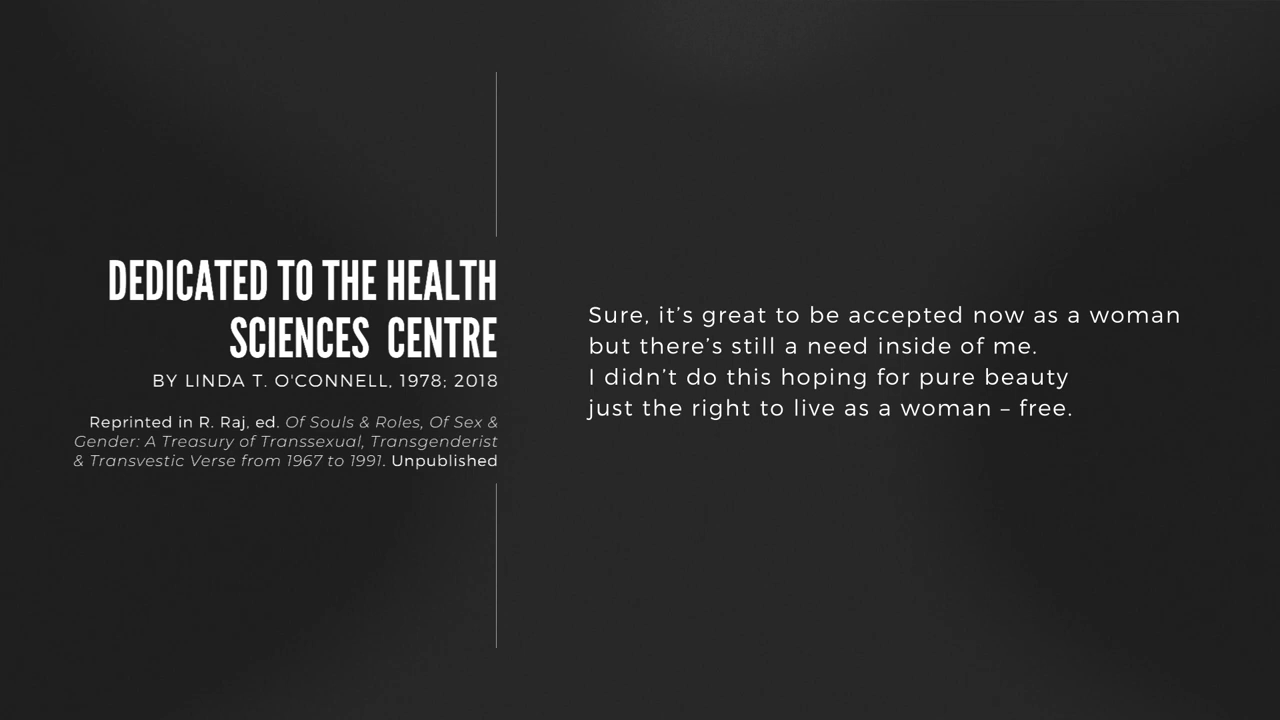 DEDICATED TO THE HEALTH
SCIENCES CENTRE
BY LINDA T. O'CONNELL, 1978; 2018
Reprinted in R. Raj, ed. Of Souls & Roles, Of Sex &
Gender: A Treasury of Transsexual, Transgenderist
& Transvestic Verse from 1967 to 1991. Unpublished
Sure, it’s great to be accepted now as a woman
but there’s still a need inside of me.
I didn’t do this hoping for pure beauty
just the right to live as a woman – free.